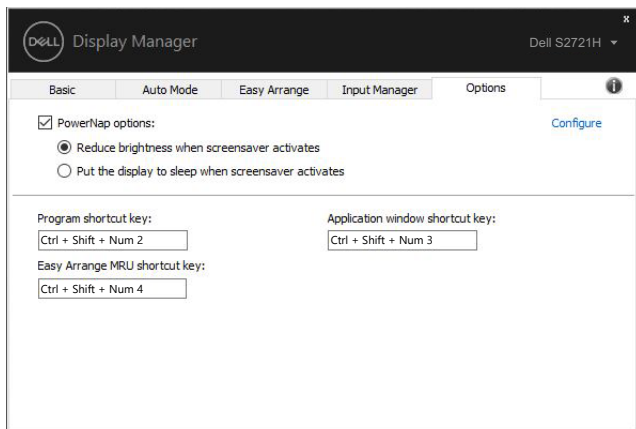 x
DELL Display Manager
Dell S2721H
Basic Auto Mode Easy Arrange Input Manager Options
PowerNap options:
Configure
Reduce brightness when screensaver activates
Put the display to sleep when screensaver activates
Program shortcut key:
Application window shortcut key:
Ctrl + Shift + Num 2
Ctrl + Shift + Num 3
Easy Arrange MRU shortcut key:
Ctrl + Shift + Num 4